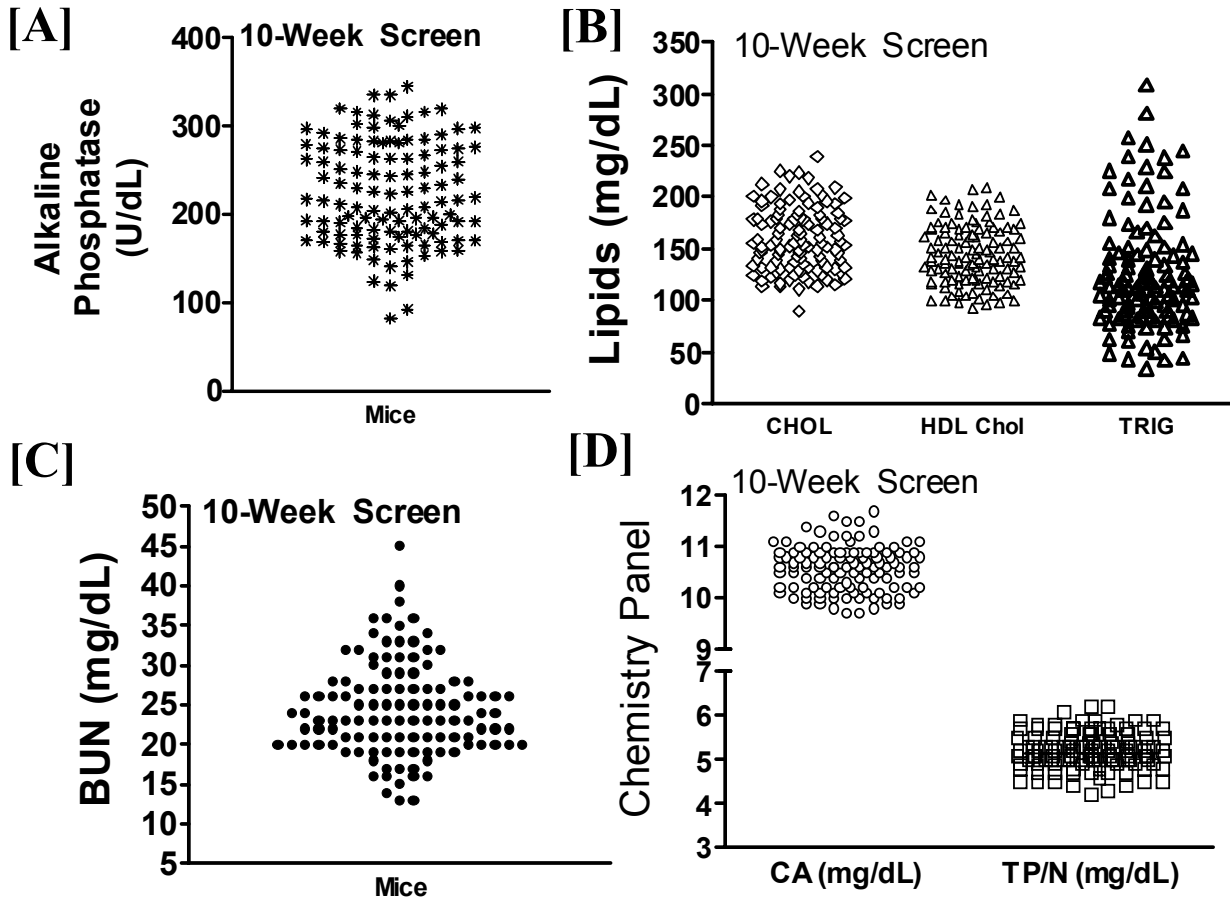 [A]
10-Week Screen
Alkaline
Phosphatase
(U/dL)
400
300
200
100
0
Mice
[B]
10-Week Screen
Lipids (mg/dL)
350
300
250
200
150
100
50
0
CHOL
HDL Chol
TRIG
[C]
10-Week Screen
BUN (mg/dL)
50
45
40
35
30
25
20
15
10
5
Mice
[D]
10-Week Screen
Chemistry Panel
12
11
10
9
7
6
5
4
3
CA (mg/dL)
TP/N (mg/dL)